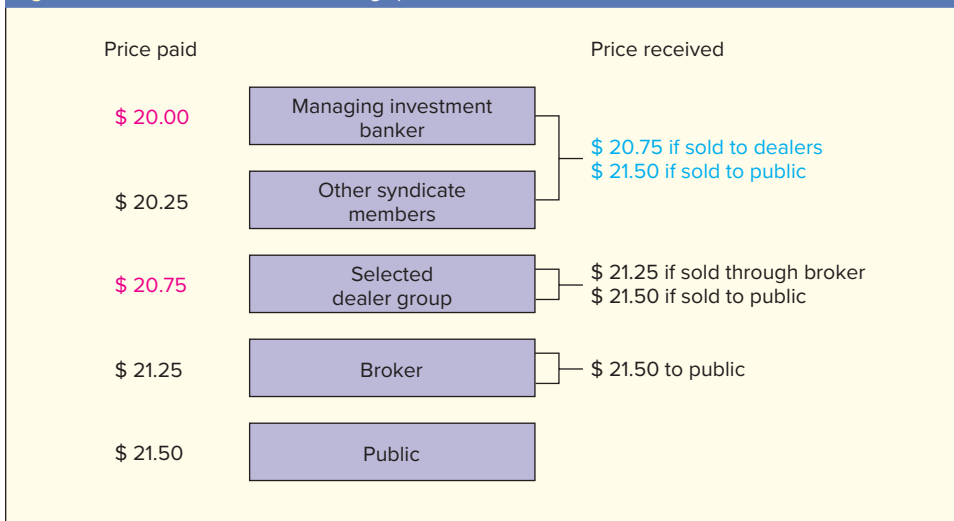 Price paid
Price received
$ 20.00
Managing investment
banker
$ 20.75 if sold to dealers
$ 21.50 if sold to public
$ 20.25
Other syndicate
members
$ 20.75
Selected
dealer group
$ 21.25 if sold through broker
$ 21.50 if sold to public
$ 21.25
Broker
$ 21.50 to public
$ 21.50
Public